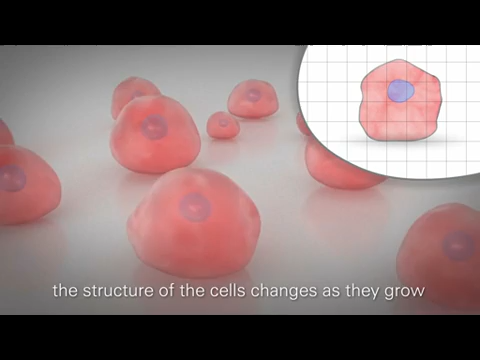 the structure of the cells changes as they grow